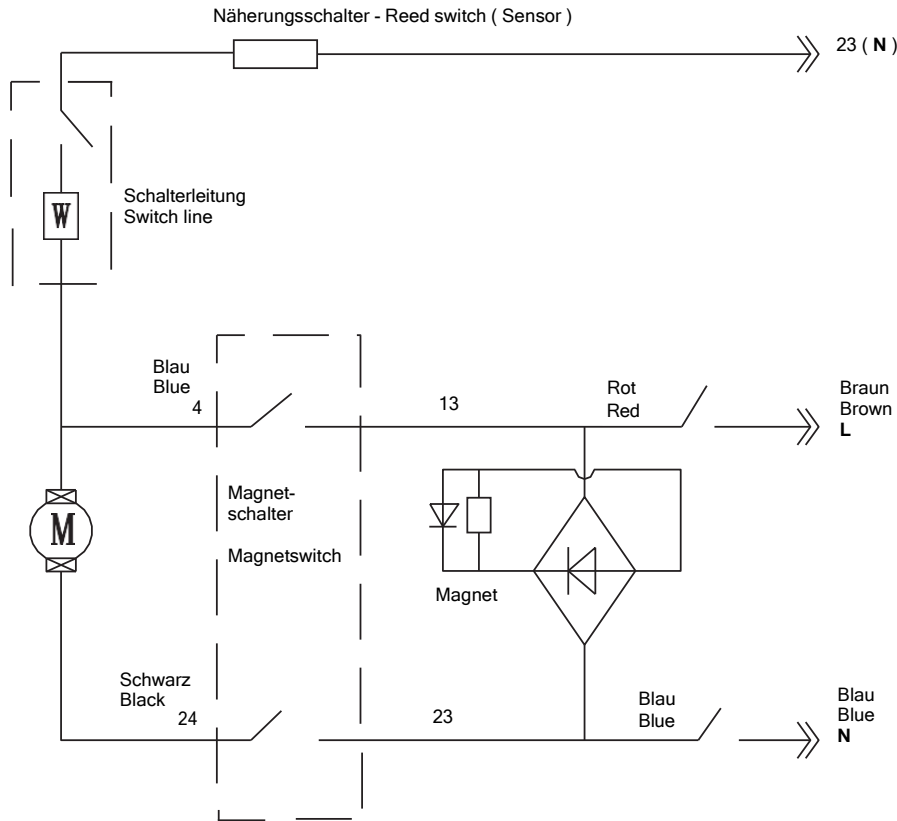 Näherungsschalter - Reed switch ( Sensor )
23 ( N )
Schalterleitung
Switch line
W
Blau
Blue
4
13
Rot
Red
Braun
Brown
L
Magnet-
schalter
Magnetswitch
M
Magnet
Schwarz
Black
24
23
Blau
Blue
Blau
Blue
N